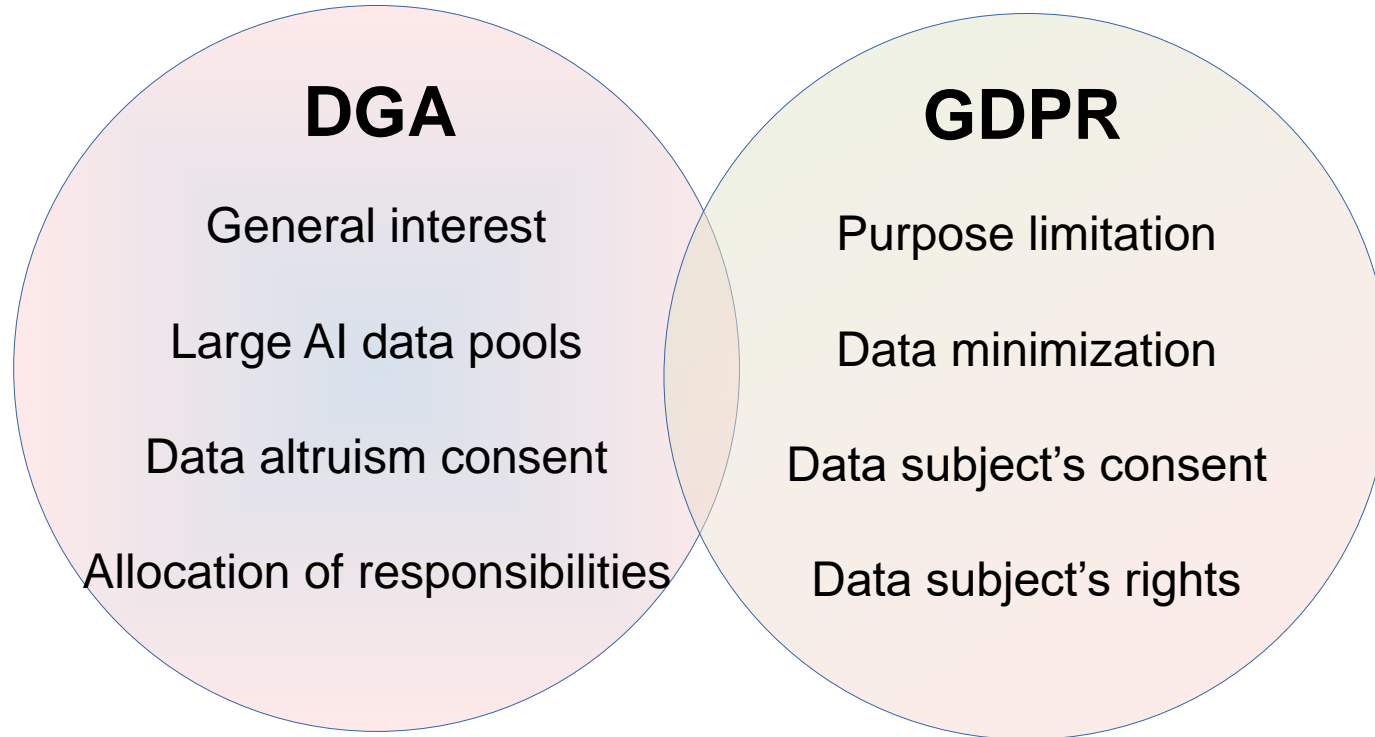 DGA
General interest
Large AI data pools
Data altruism consent
Allocation of responsibilities
GDPR
Purpose limitation
Data minimization
Data subject’s consent
Data subject’s rights